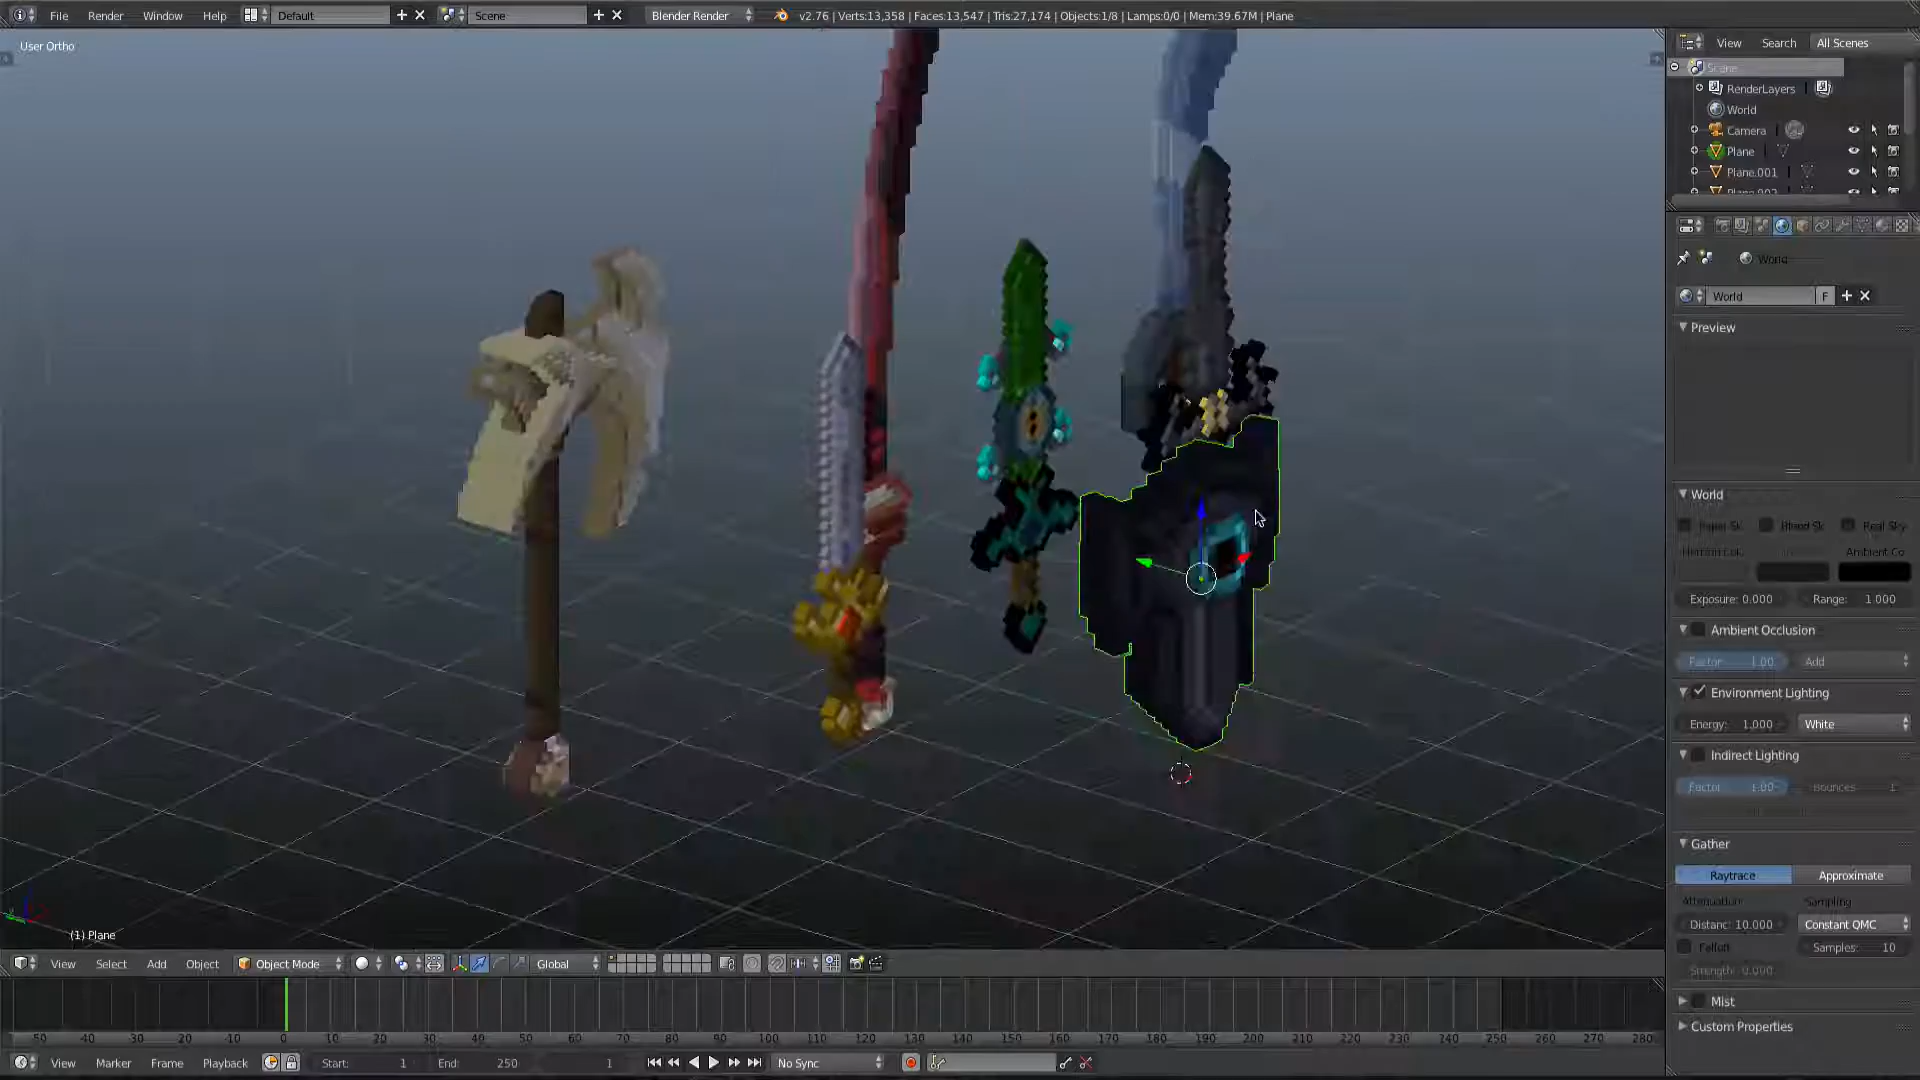 File Render Window Help Default Scene Blender Render v2.76 | Verts:13,358 | Faces:13,547 | Tris:27,174 | Objects:1/8 | Lamps:0/0 | Mem:39.67M | Plane
User Ortho
View Search All Scenes
Scene
RenderLayers
World
Camera
Plane
Plane.001
Plane.002
World
World F
Preview
World
Paper Sk Blend Sk Real Sky
Ambient Co
Exposure: 0.000 Range: 1.000
Ambient Occlusion
Factor: 1.00 Add
Environment Lighting
Energy: 1.000 White
Indirect Lighting
Factor 1.00 Bounces 1
Gather
Raytrace Approximate
Attenuation: Sampling
Distanc: 10.000 Constant QMC
Falloff Samples: 10
Strength: 0.000
Mist
Custom Properties
(1) Plane
View Select Add Object Object Mode Global
-50 -40 -30 -20 -10 0 10 20 30 40 50 60 70 80 90 100 110 120 130 140 150 160 170 180 190 200 210 220 230 240 250 260 270 280
View Marker Frame Playback Start: 1 End: 250 1 No Sync